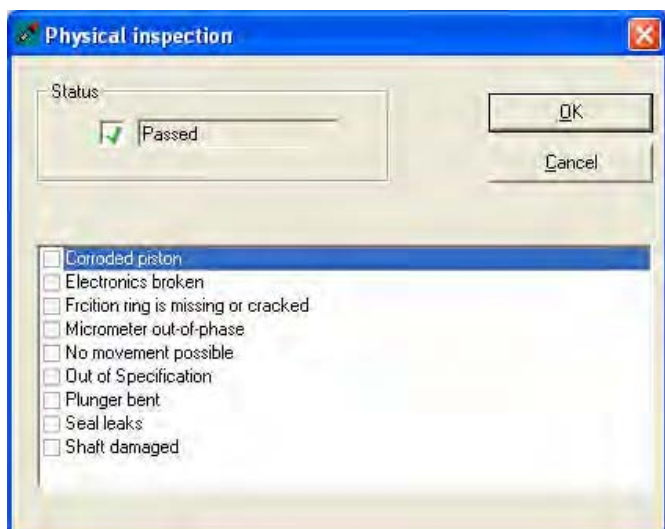 Physical inspection
Status
Passed
OK
Cancel
Corroded piston
Electronics broken
Frcition ring is missing or cracked
Micrometer out-of-phase
No movement possible
Out of Specification
Plunger bent
Seal leaks
Shaft damaged